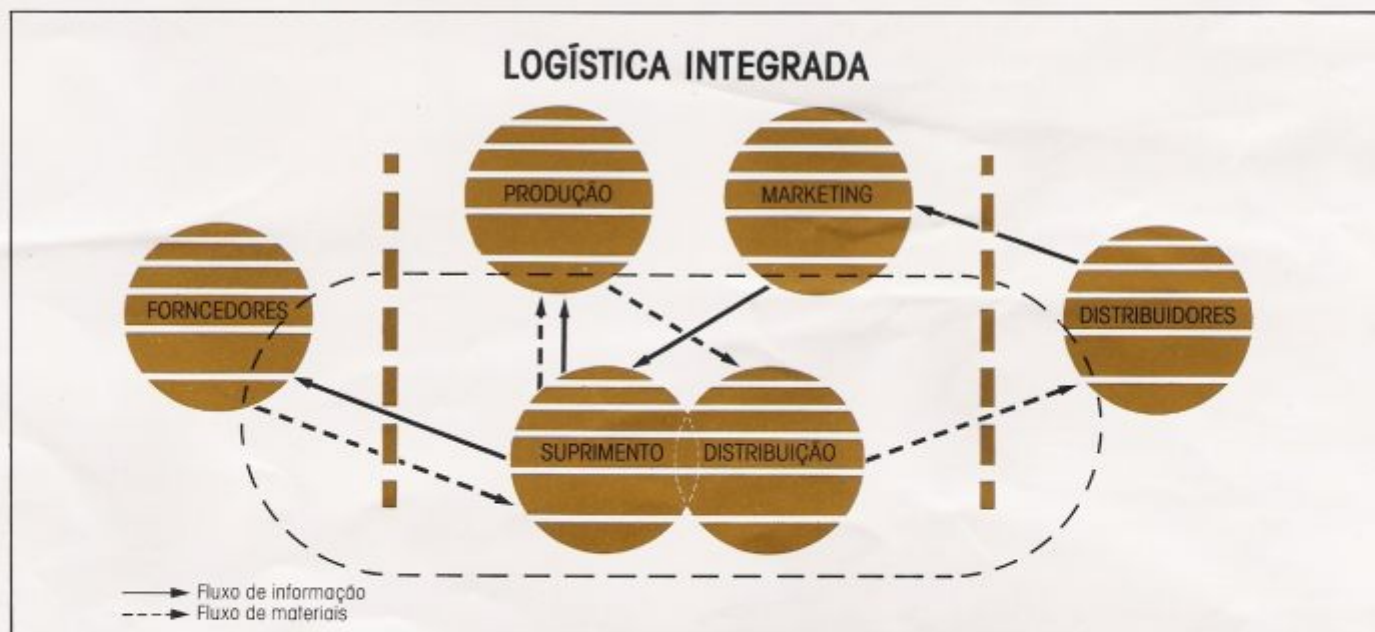 LOGÍSTICA INTEGRADA
PRODUÇÃO
MARKETING
FORNCEDORES
DISTRIBUIDORES
SUPRIMENTO
DISTRIBUIÇÃO
Fluxo de informação
Fluxo de materiais